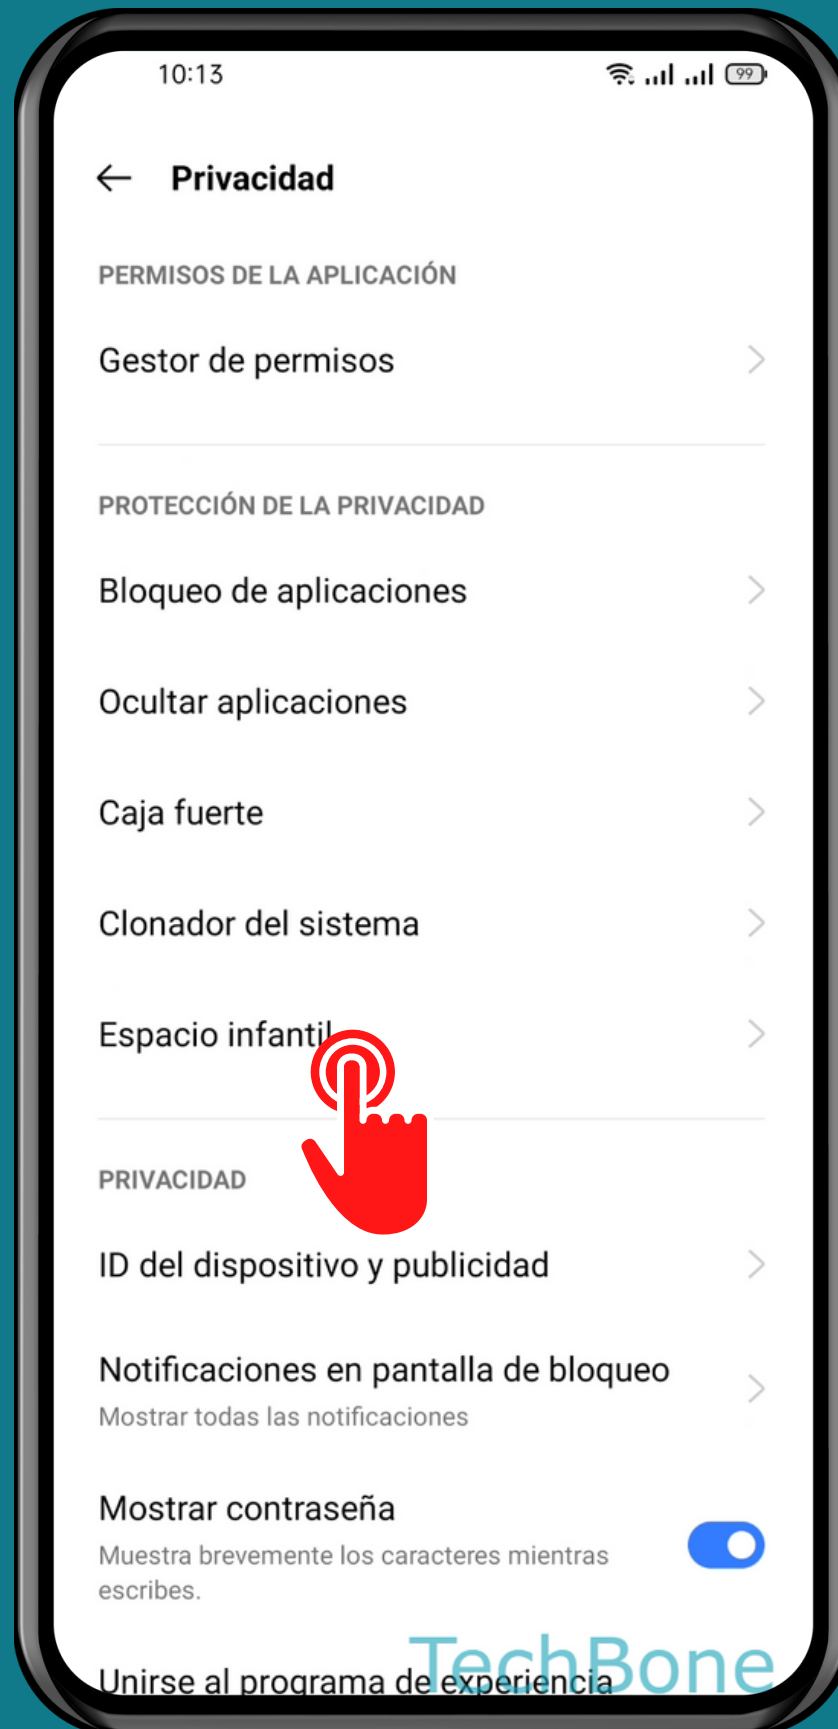 10:13
99
Privacidad
PERMISOS DE LA APLICACIÓN
Gestor de permisos
PROTECCIÓN DE LA PRIVACIDAD
Bloqueo de aplicaciones
Ocultar aplicaciones
Caja fuerte
Clonador del sistema
Espacio infantil
PRIVACIDAD
ID del dispositivo y publicidad
Notificaciones en pantalla de bloqueo
Mostrar todas las notificaciones
Mostrar contraseña
Muestra brevemente los caracteres mientras
escribes.
TechBone
Unirse al programa de experiencia